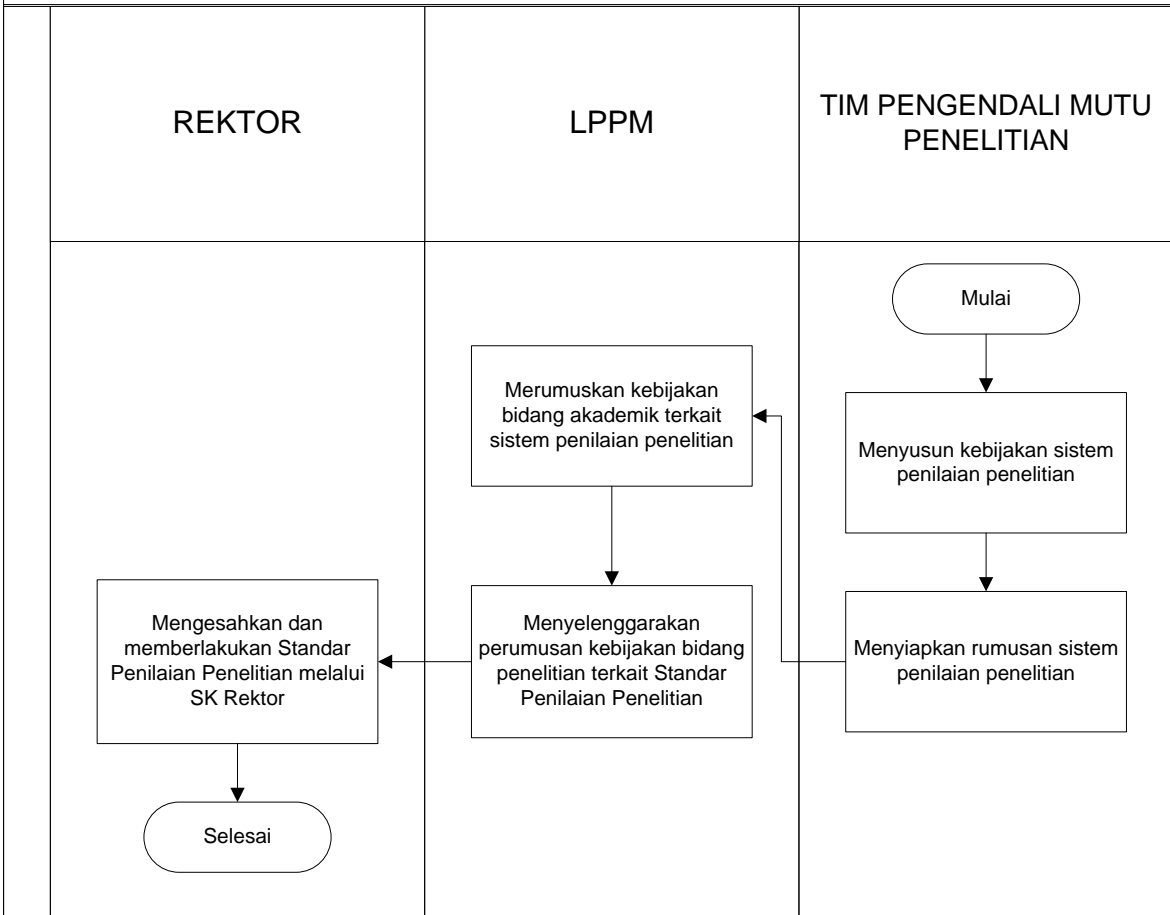 REKTOR
LPPM
TIM PENGENDALI MUTU
PENELITIAN
Mulai
Menyusun kebijakan sistem
penilaian penelitian
Menyiapkan rumusan sistem
penilaian penelitian
Merumuskan kebijakan
bidang akademik terkait
sistem penilaian penelitian
Menyelenggarakan
perumusan kebijakan bidang
penelitian terkait Standar
Penilaian Penelitian
Mengesahkan dan
memberlakukan Standar
Penilaian Penelitian melalui
SK Rektor
Selesai